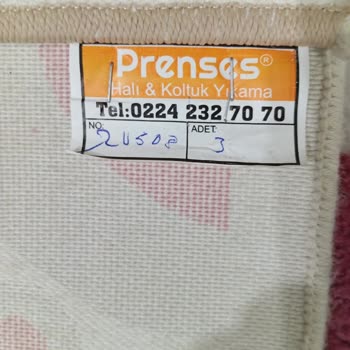 Prenses®
Halı & Koltuk Yıkama
Tel:0224 232 70 70
NO ADET
3